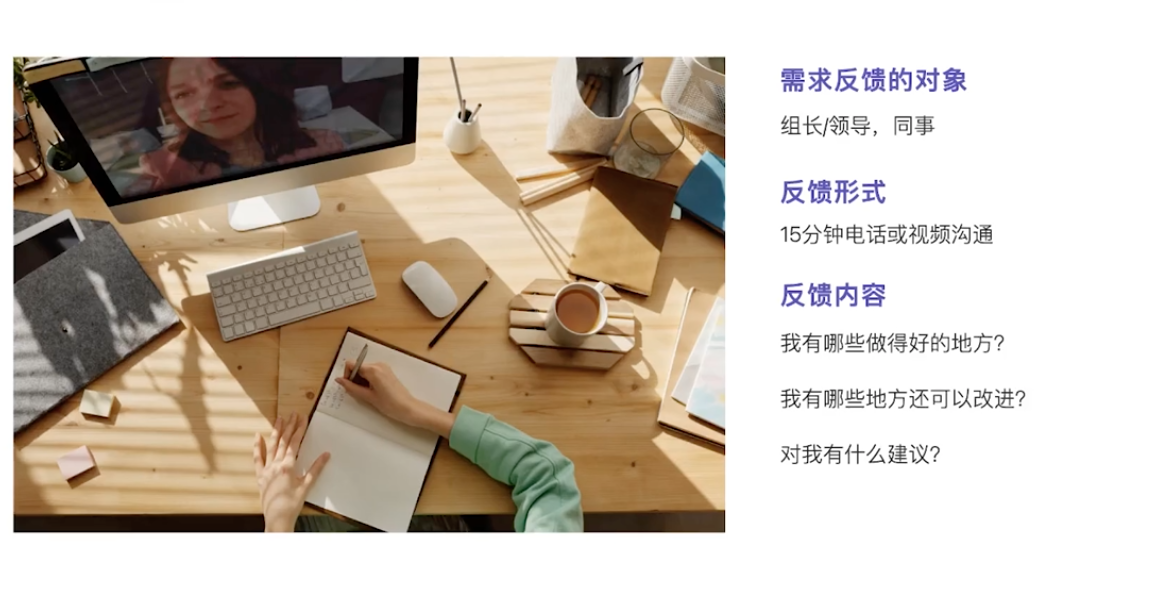 需求反馈的对象
组长/领导，同事
反馈形式
15分钟电话或视频沟通
反馈内容
我有哪些做得好的地方?
我有哪些地方还可以改进?
对我有什么建议?